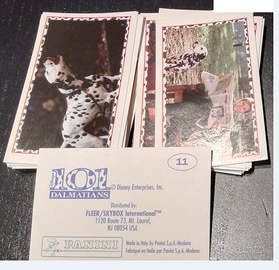 101
DALMATIANS
© Disney Enterprises, Inc.
11
Distributed by:
FLEER/SKYBOX International™
1120 Route 73, Mt. Laurel,
NJ 08054 USA
PANINI
Made in Italy by Panini S.p.A. Modena
Fabriqué en Italie par Panini S.p.A.-Modena